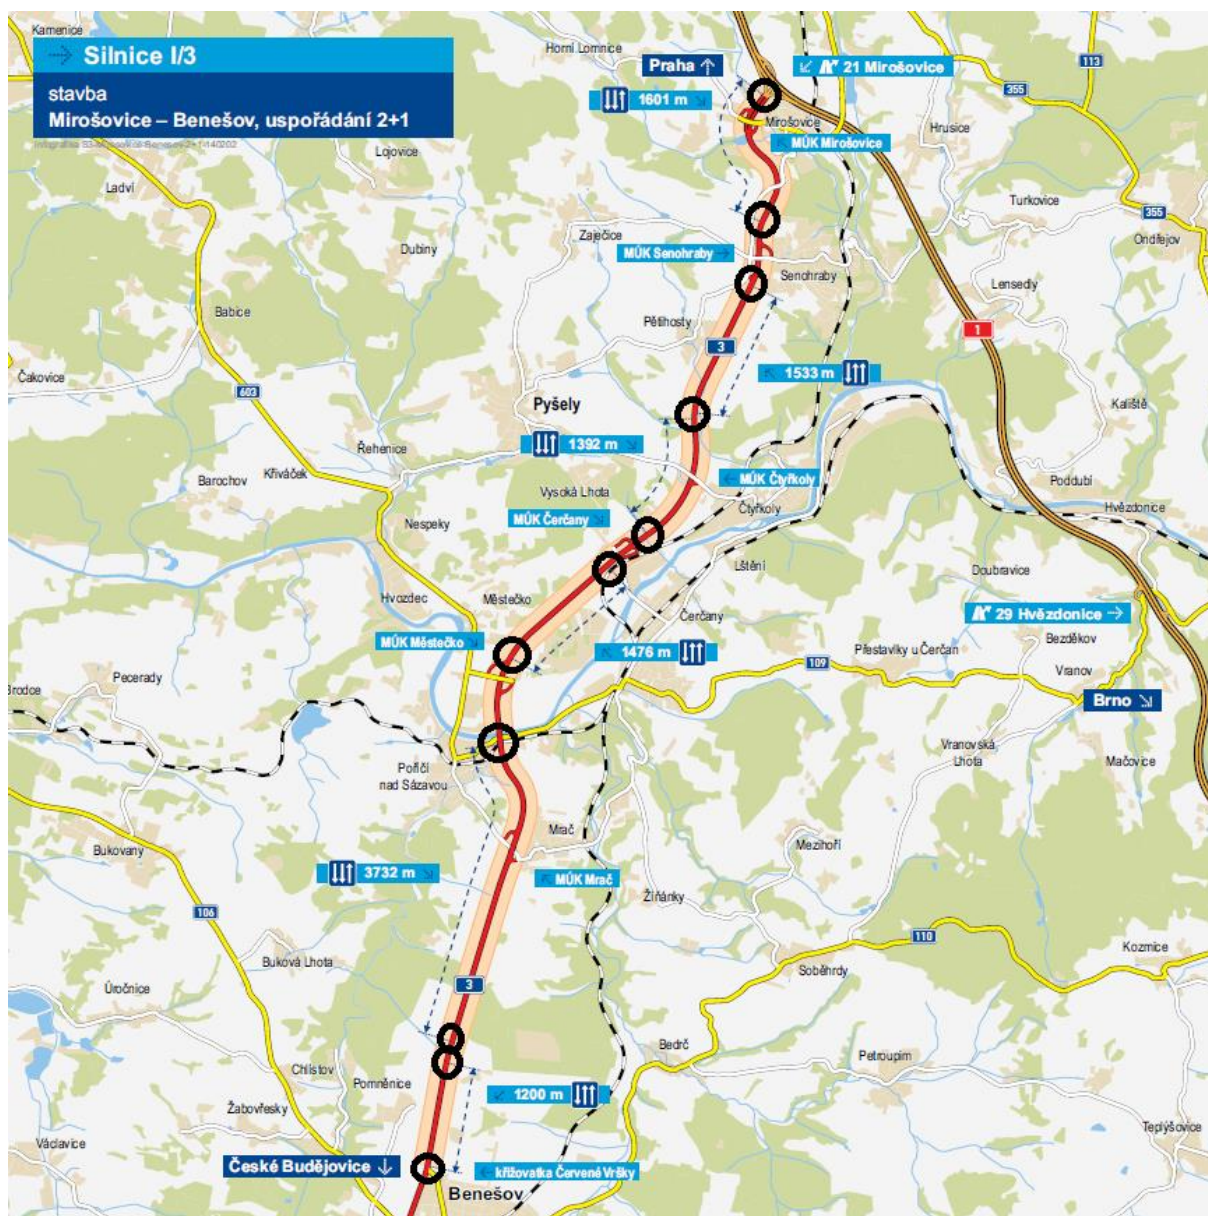 Kamenice
Silnice I/3
stavba
Mirošovice – Benešov, uspořádání 2+1
Horní Lomnice
Praha
21 Mirošovice
113
1601 m
355
Mirošovice
MÚK Mirošovice
Hrusice
Lojovice
Ladví
Turkovice
355
Zaječice
Dubiny
Ondřejov
MÚK Senohraby
Senohraby
Lensedly
Babice
Pětihosty
1
3
1533 m
Čakovice
603
Pyšely
Kaliště
1392 m
Řehenice
Křiváček
Barochov
MÚK Čtyřkoly
Poddubí
Vysoká Lhota
Čtyřkoly
Hvězdonice
MÚK Čerčany
Nespeky
Lštění
Doubravice
Hvozdec
Městečko
Čerčany
29 Hvězdonice
MÚK Městečko
Bezděkov
1476 m
Přestavlky u Čerčan
109
Vranov
Pecerady
Brodce
Brno
Vranovská
Lhota
Mačovice
Poříčí
nad Sázavou
Mrač
Mezihoří
Bukovany
3732 m
MÚK Mrač
Žíňánky
106
110
Kozmice
Buková Lhota
Soběhrdy
Úročnice
3
Bedrč
Petroupim
Chlístov
Pomněnice
1200 m
Žabovřesky
Teplýšovice
Václavice
České Budějovice
křižovatka Červené Vršky
Benešov